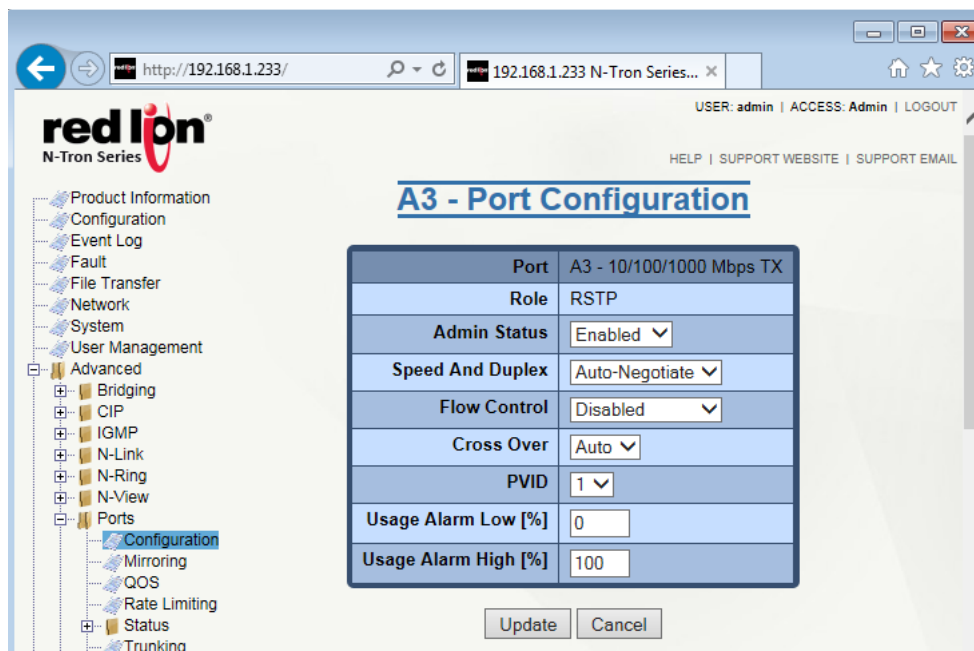 http://192.168.1.233/
192.168.1.233 N-Tron Series...
USER: admin | ACCESS: Admin | LOGOUT
red lion®
N-Tron Series
HELP | SUPPORT WEBSITE | SUPPORT EMAIL
Product Information
Configuration
Event Log
Fault
File Transfer
Network
System
User Management
Advanced
Bridging
CIP
IGMP
N-Link
N-Ring
N-View
Ports
Configuration
Mirroring
QOS
Rate Limiting
Status
Trunking
A3 - Port Configuration
Port A3 - 10/100/1000 Mbps TX
Role RSTP
Admin Status Enabled
Speed And Duplex Auto-Negotiate
Flow Control Disabled
Cross Over Auto
PVID 1
Usage Alarm Low [%] 0
Usage Alarm High [%] 100
Update Cancel